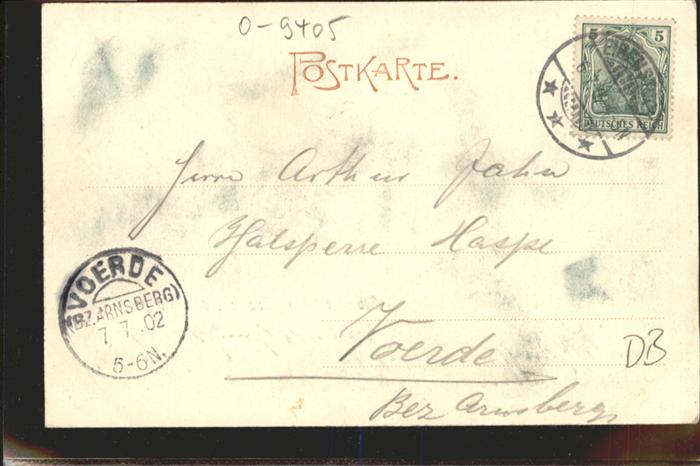 0-9405
POSTKARTE.
5 5
DEUTSCHES REICH
Herrn Arthur Jahn
Halsperre Haspe
Voerde
Bez Arnsberg
VOERDE
(BZ. ARNSBERG)
7 7 .02
5-6N.
DB